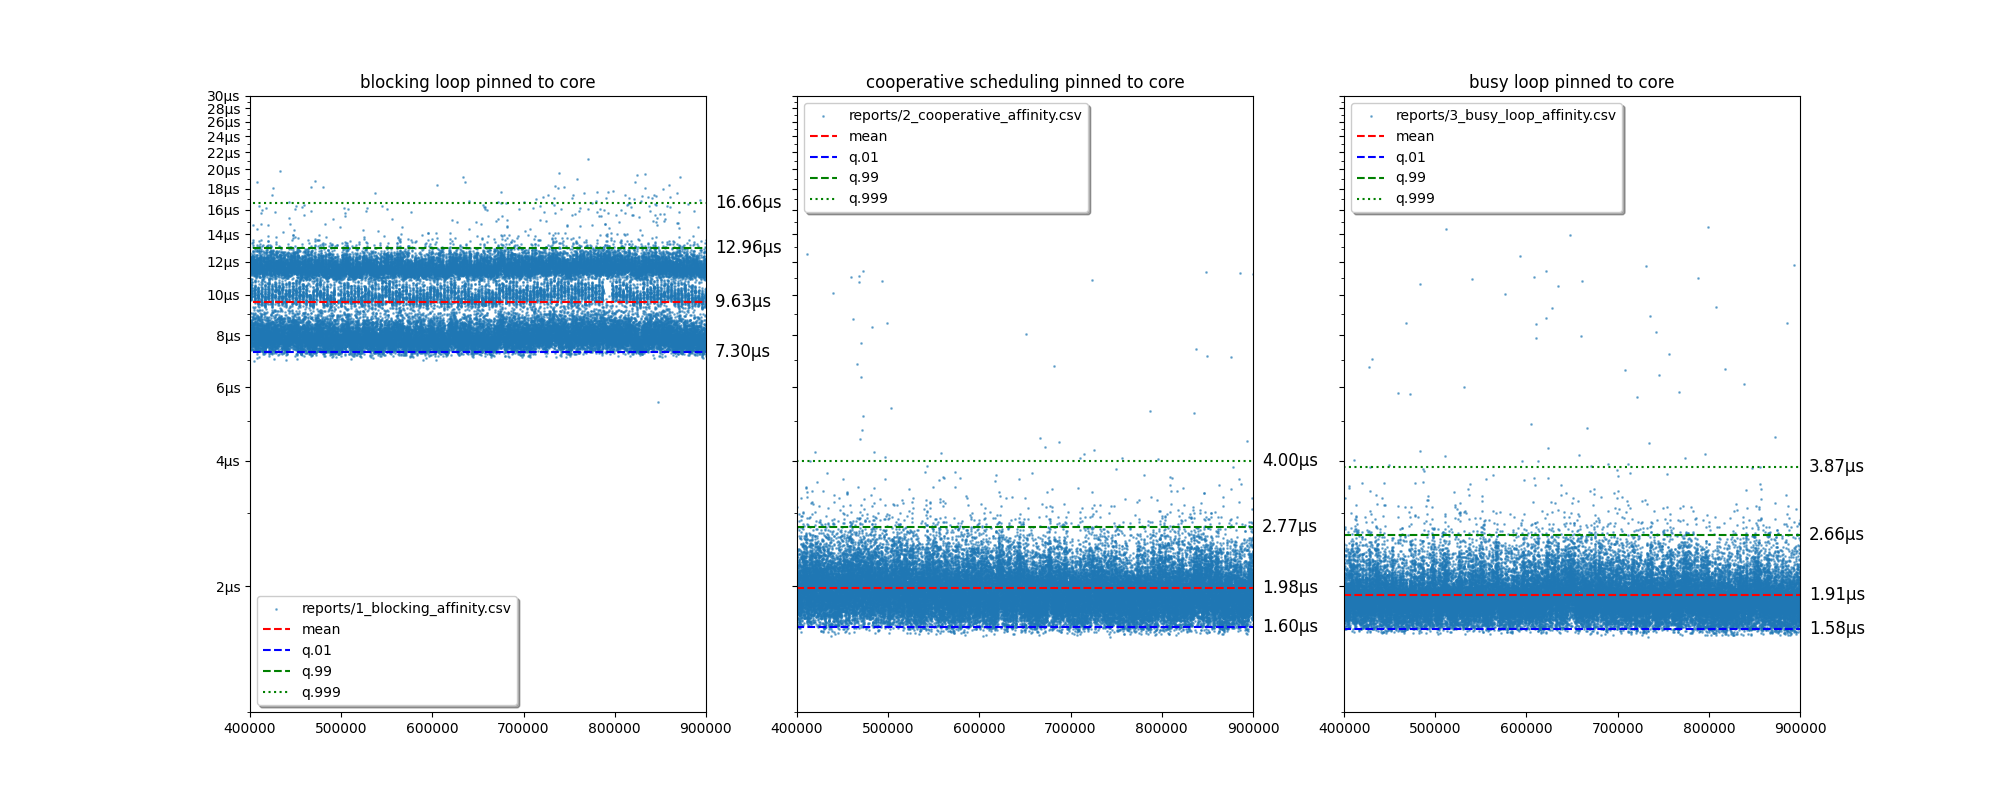 blocking loop pinned to core
30µs
28µs
26µs
24µs
22µs
20µs
18µs
16µs
14µs
12µs
10µs
8µs
6µs
4µs
2µs
16.66µs
12.96µs
9.63µs
7.30µs
reports/1_blocking_affinity.csv
mean
q.01
q.99
q.999
400000 500000 600000 700000 800000 900000
cooperative scheduling pinned to core
reports/2_cooperative_affinity.csv
mean
q.01
q.99
q.999
4.00µs
2.77µs
1.98µs
1.60µs
400000 500000 600000 700000 800000 900000
busy loop pinned to core
reports/3_busy_loop_affinity.csv
mean
q.01
q.99
q.999
3.87µs
2.66µs
1.91µs
1.58µs
400000 500000 600000 700000 800000 900000